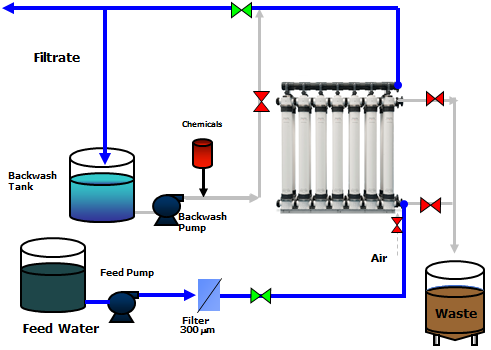 Filtrate
Chemicals
Backwash
Tank
Backwash
Pump
Air
Feed Pump
Filter
300 µm
Feed Water
Waste